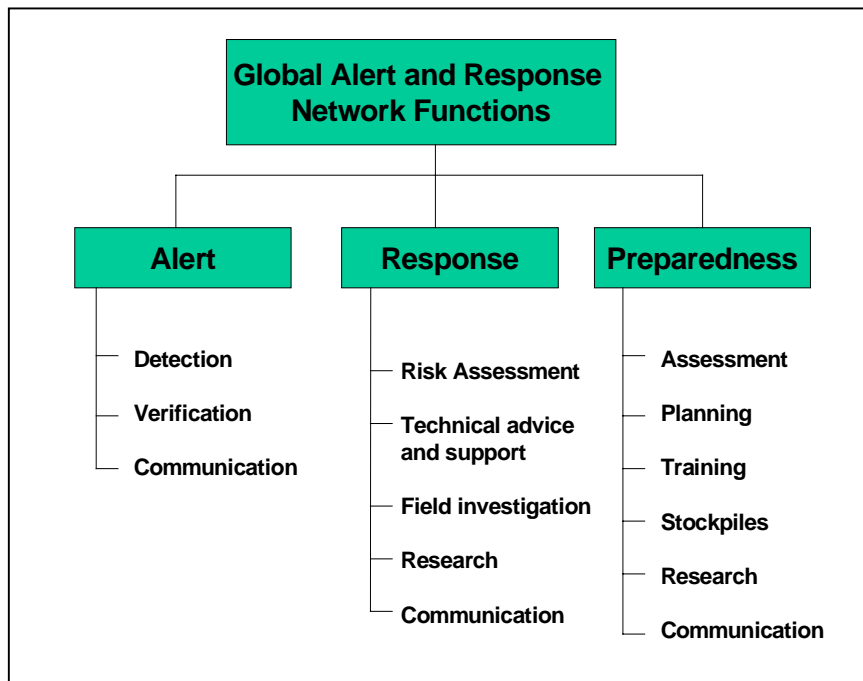 Global Alert and Response
Network Functions
Alert
Response
Preparedness
Detection
Verification
Communication
Risk Assessment
Technical advice
and support
Field investigation
Research
Communication
Assessment
Planning
Training
Stockpiles
Research
Communication